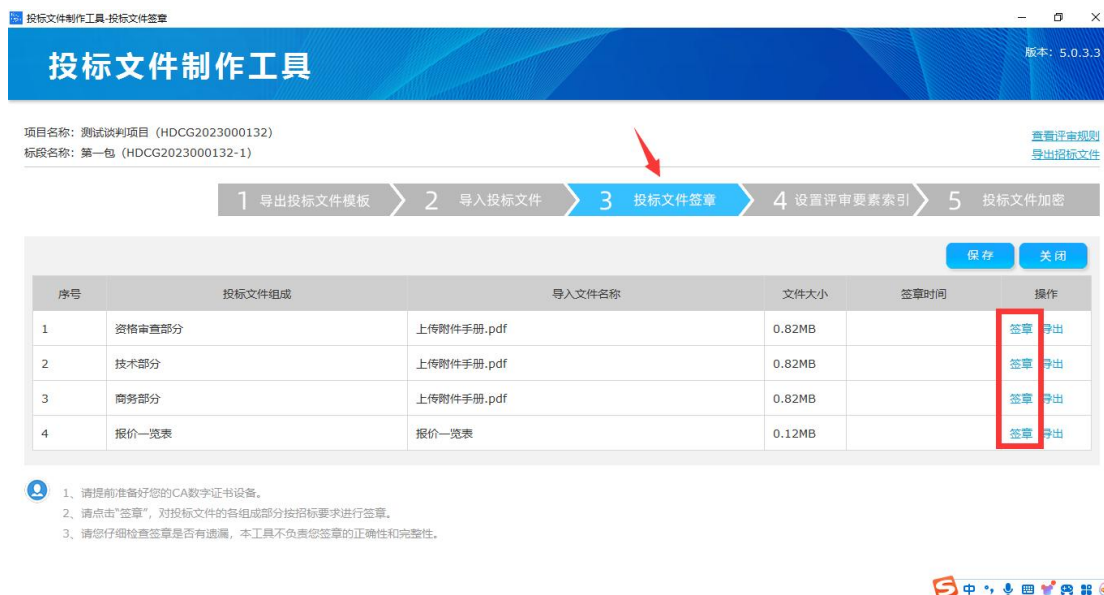 投标文件制作工具-投标文件签章
投标文件制作工具
版本：5.0.3.3
项目名称：测试谈判项目（HDCG2023000132）
查看评审规则
标段名称：第一包（HDCG2023000132-1）
导出招标文件
1 导出投标文件模板 2 导入投标文件 3 投标文件签章 4 设置评审要素索引 5 投标文件加密
保存 关闭
序号 投标文件组成 导入文件名称 文件大小 签章时间 操作
1 资格审查部分 上传附件手册.pdf 0.82MB 签章 导出
2 技术部分 上传附件手册.pdf 0.82MB 签章 导出
3 商务部分 上传附件手册.pdf 0.82MB 签章 导出
4 报价一览表 报价一览表 0.12MB 签章 导出
1、请提前准备好您的CA数字证书设备。
2、请点击“签章”，对投标文件的各组成部分按招标要求进行签章。
3、请您仔细检查签章是否有遗漏，本工具不负责您签章的正确性和完整性。
中